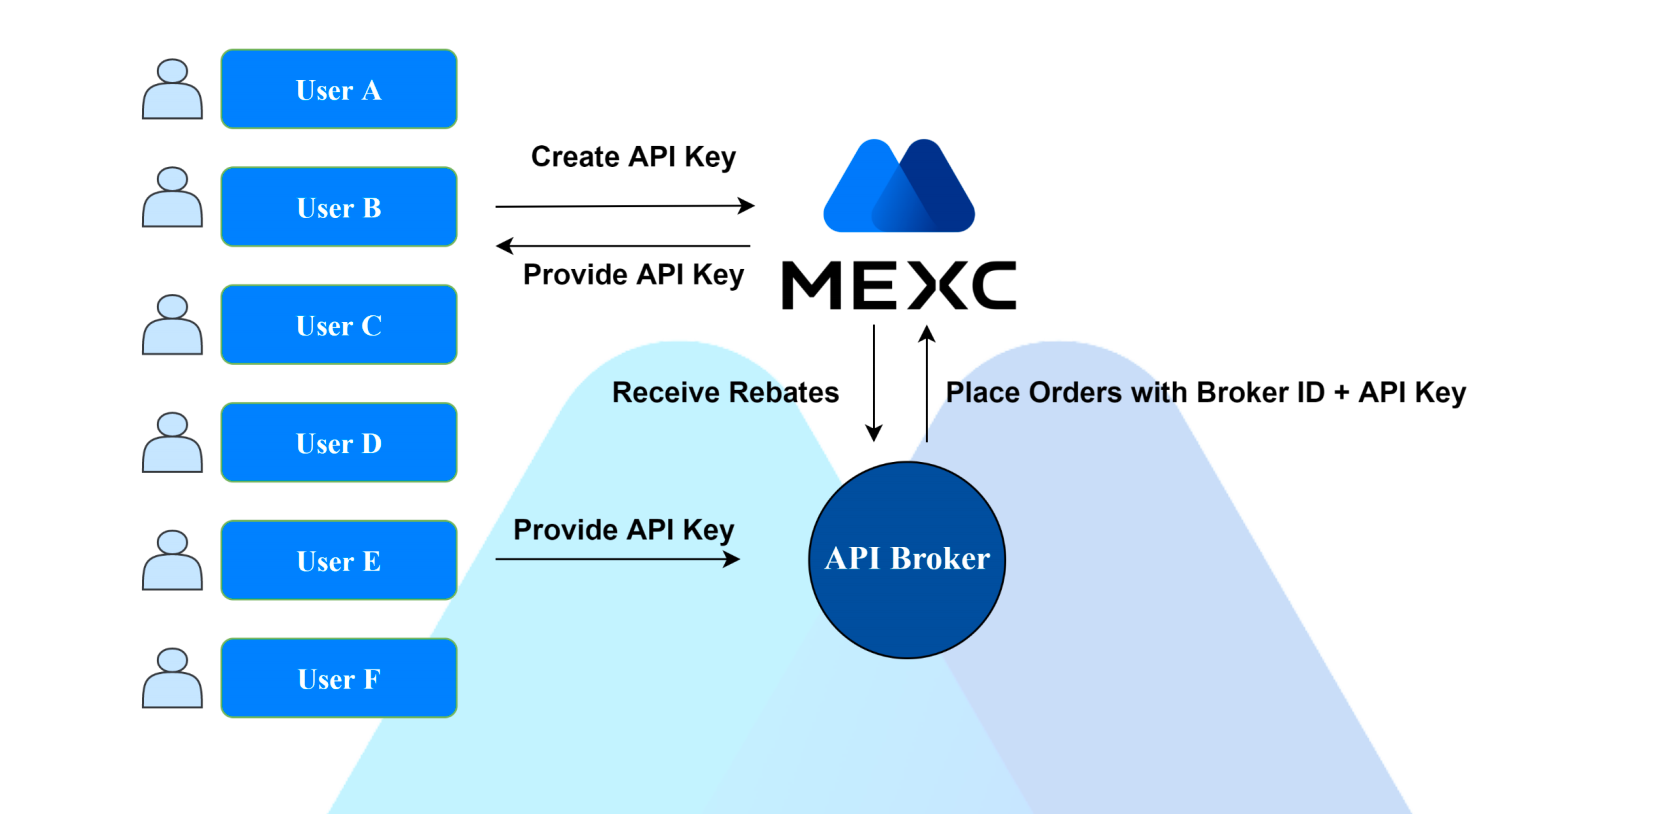 User A
User B
User C
User D
User E
User F
Create API Key
Provide API Key
MEXC
Receive Rebates
Place Orders with Broker ID + API Key
Provide API Key
API Broker